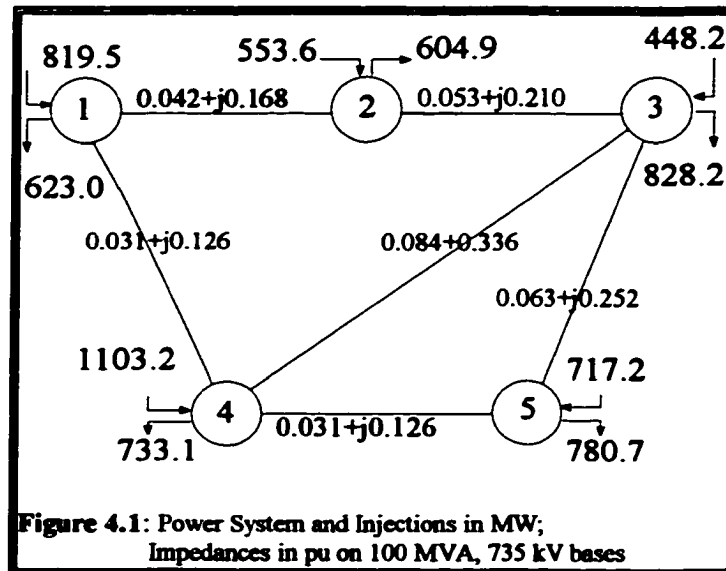 819.5
553.6
604.9
448.2
1
0.042+j0.168
2
0.053+j0.210
3
623.0
828.2
0.031+j0.126
0.084+0.336
0.063+j0.252
1103.2
717.2
4
0.031+j0.126
5
733.1
780.7
Figure 4.1: Power System and Injections in MW;
Impedances in pu on 100 MVA, 735 kV bases